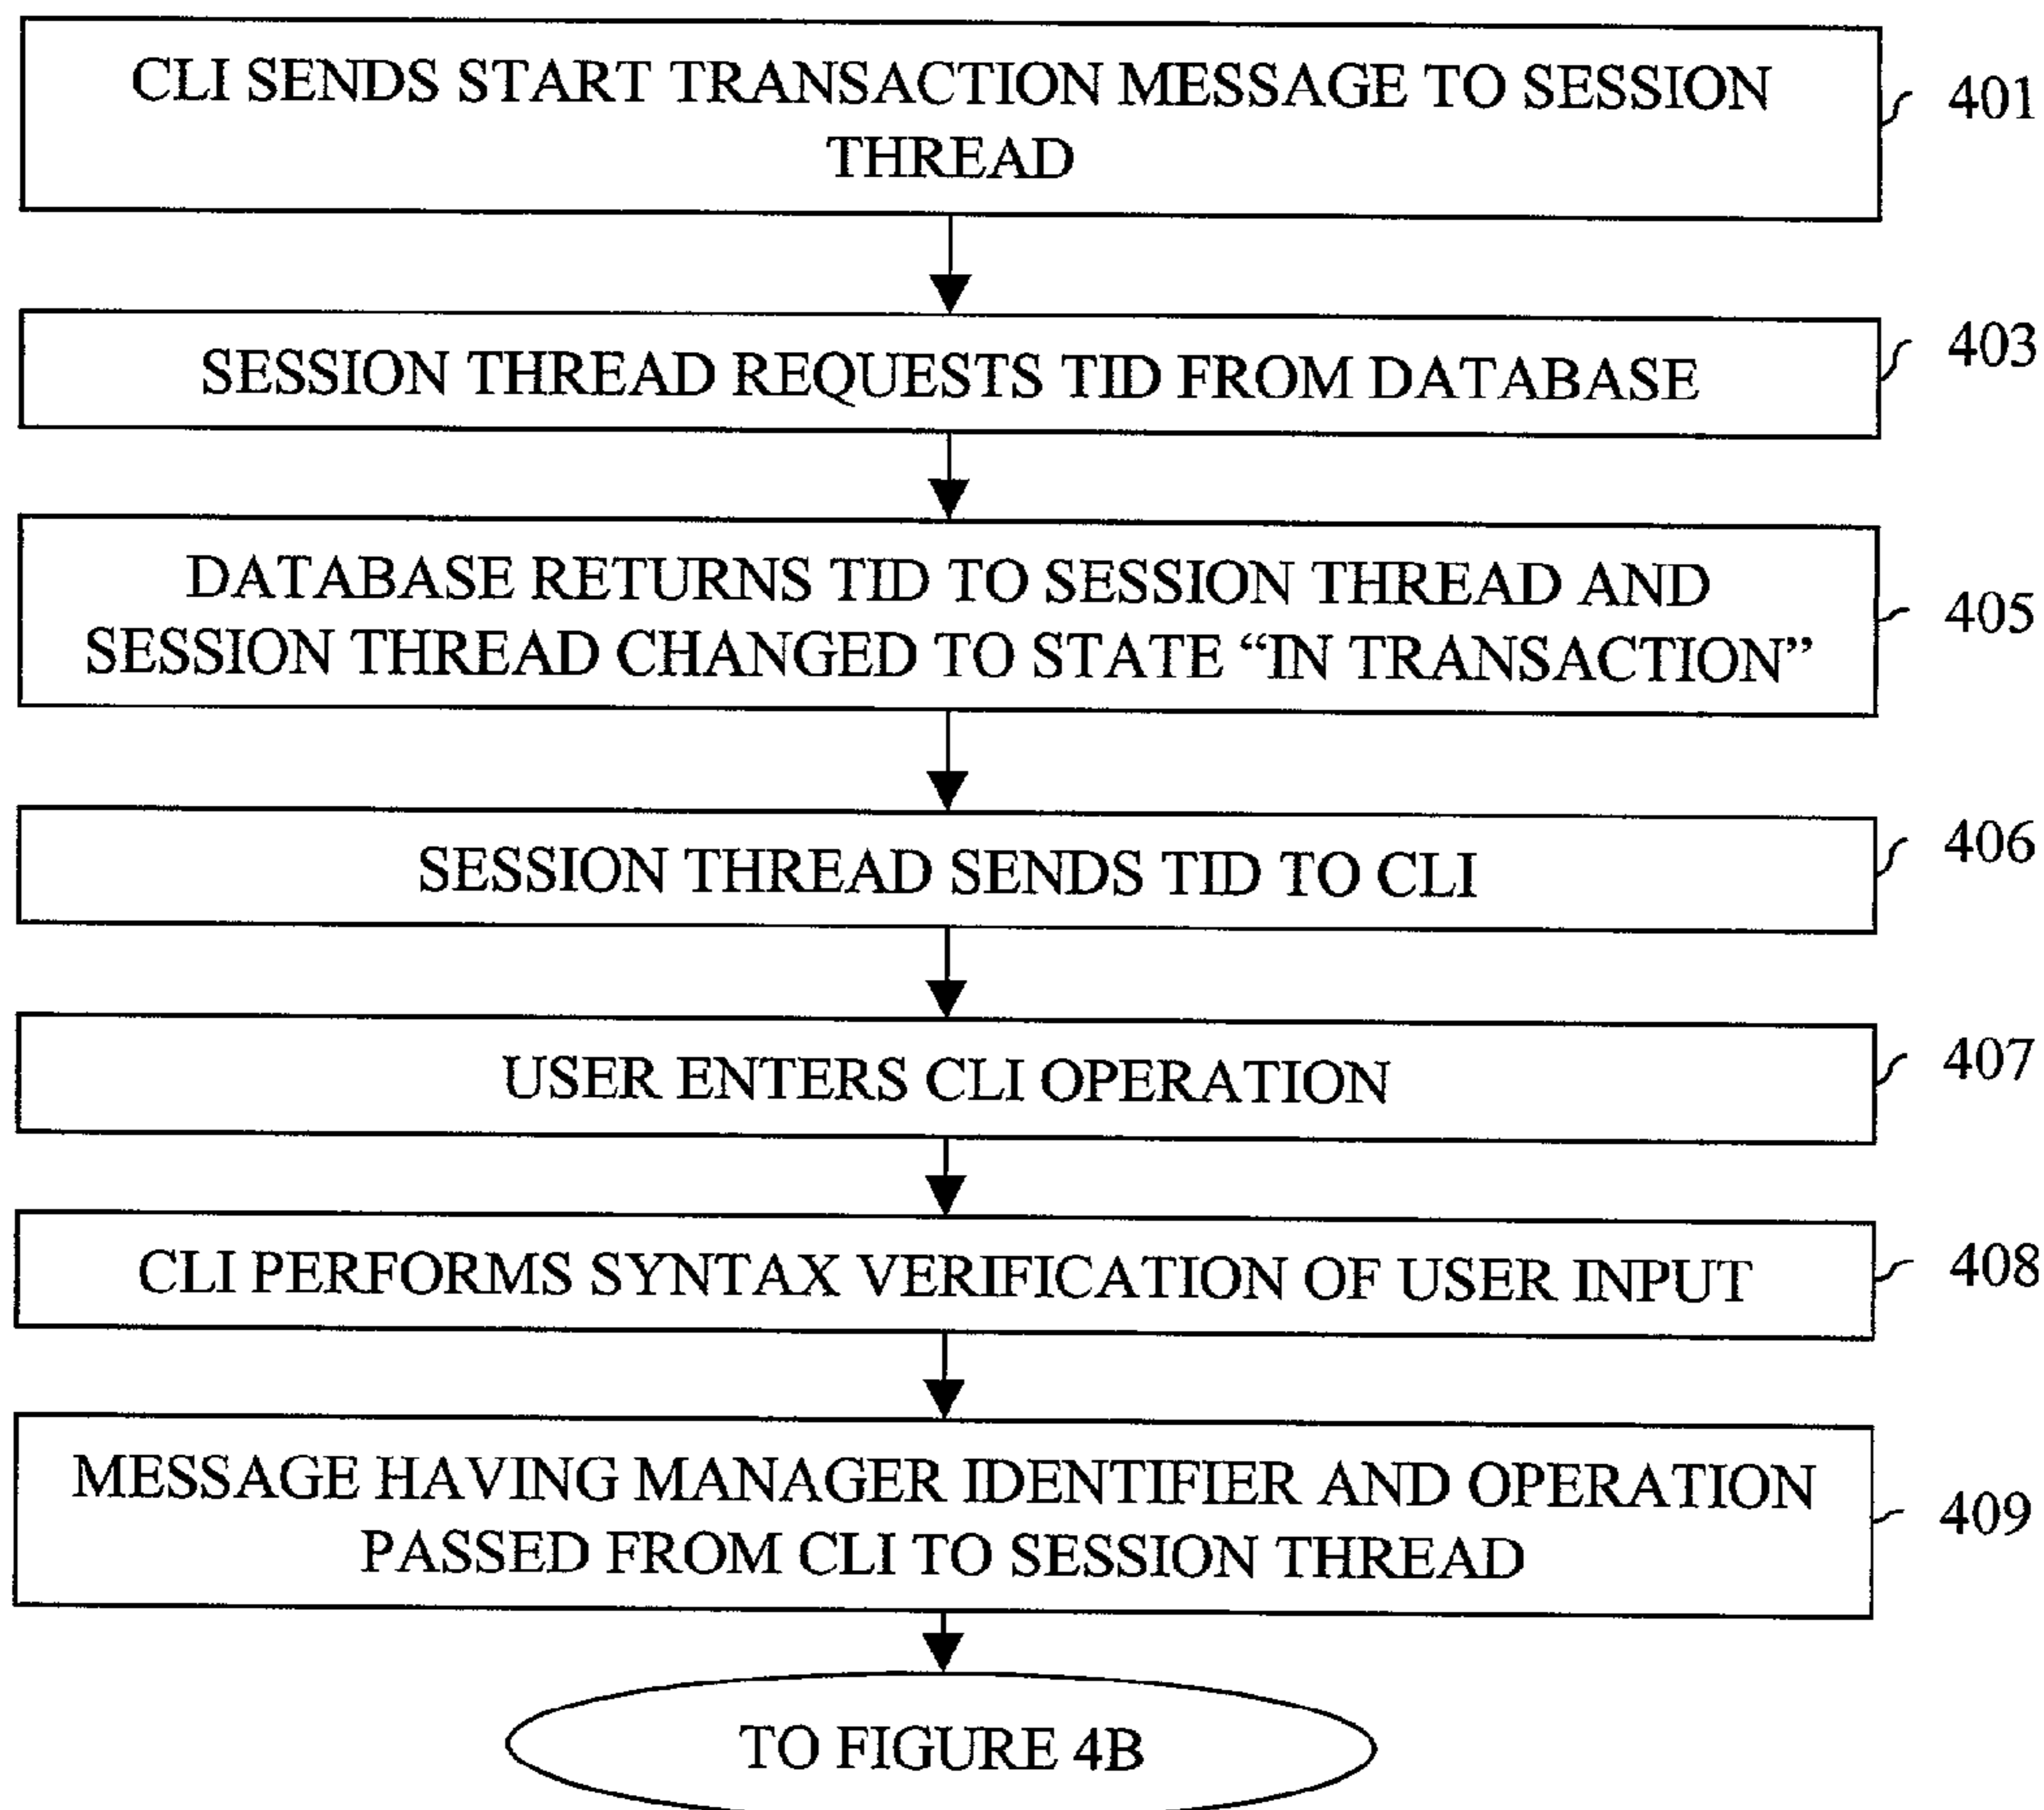 CLI SENDS START TRANSACTION MESSAGE TO SESSION
THREAD
401
SESSION THREAD REQUESTS TID FROM DATABASE
403
DATABASE RETURNS TID TO SESSION THREAD AND
SESSION THREAD CHANGED TO STATE “IN TRANSACTION”
405
SESSION THREAD SENDS TID TO CLI
406
USER ENTERS CLI OPERATION
407
CLI PERFORMS SYNTAX VERIFICATION OF USER INPUT
408
MESSAGE HAVING MANAGER IDENTIFIER AND OPERATION
PASSED FROM CLI TO SESSION THREAD
409
TO FIGURE 4B